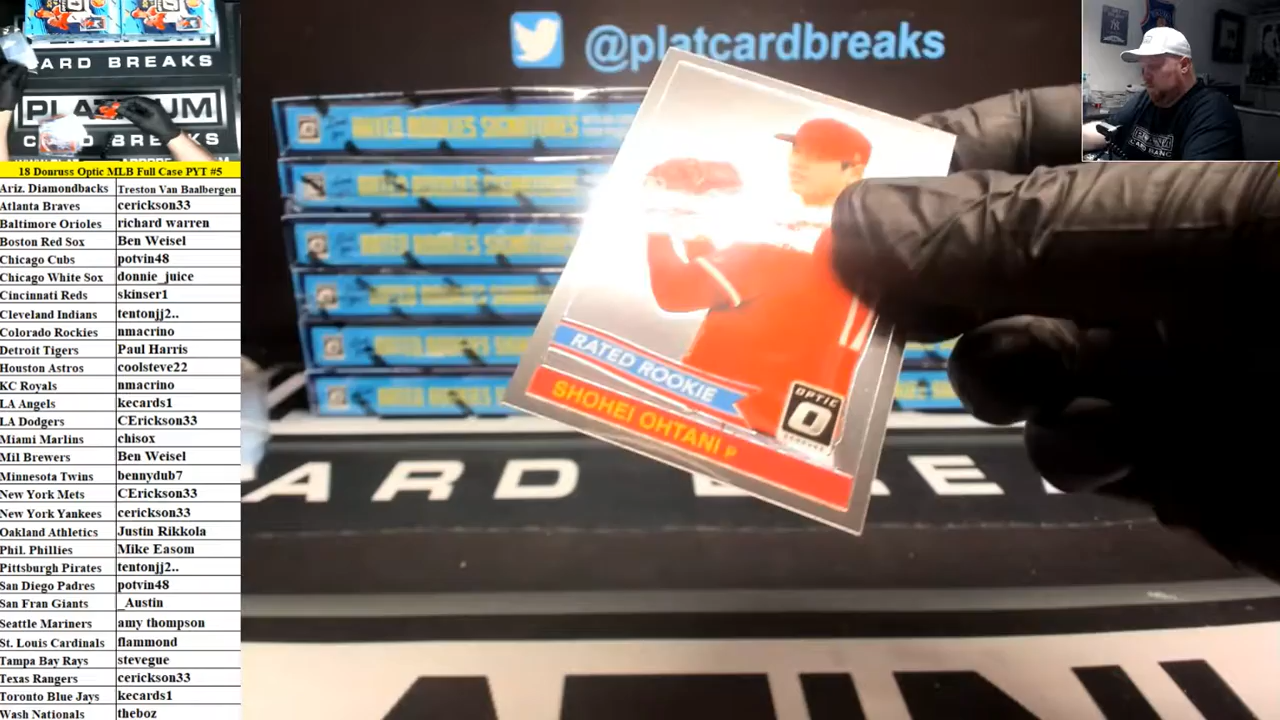 @platcardbreaks
CARD BREAKS
PLATINUM
CARD BREAKS
18 Donruss Optic MLB Full Case PYT #5
Ariz. Diamondbacks Treston Van Baalbergen
Atlanta Braves cerickson33
Baltimore Orioles richard warren
Boston Red Sox Ben Weisel
Chicago Cubs potvin48
Chicago White Sox donnie_juice
Cincinnati Reds skinser1
Cleveland Indians tentonjj2..
Colorado Rockies nmacrino
Detroit Tigers Paul Harris
Houston Astros coolsteve22
KC Royals nmacrino
LA Angels kecards1
LA Dodgers CErickson33
Miami Marlins chisox
Mil Brewers Ben Weisel
Minnesota Twins bennydub7
New York Mets CErickson33
New York Yankees cerickson33
Oakland Athletics Justin Rikkola
Phil. Phillies Mike Easom
Pittsburgh Pirates tentonjj2..
San Diego Padres potvin48
San Fran Giants _Austin
Seattle Mariners amy thompson
St. Louis Cardinals flammond
Tampa Bay Rays stevegue
Texas Rangers cerickson33
Toronto Blue Jays kecards1
Wash Nationals theboz
RATED ROOKIE
SHOHEI OHTANI P
OPTIC
RATED ROOKIES SIGNATURES
ARD BRE